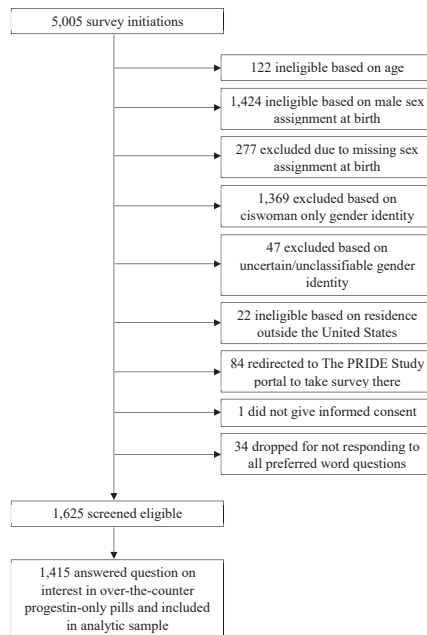 5,005 survey initiations
122 ineligible based on age
1,424 ineligible based on male sex
assignment at birth
277 excluded due to missing sex
assignment at birth
1,369 excluded based on
ciswoman only gender identity
47 excluded based on
uncertain/unclassifiable gender
identity
22 ineligible based on residence
outside the United States
84 redirected to The PRIDE Study
portal to take survey there
1 did not give informed consent
34 dropped for not responding to
all preferred word questions
1,625 screened eligible
1,415 answered question on
interest in over-the-counter
progestin-only pills and included
in analytic sample